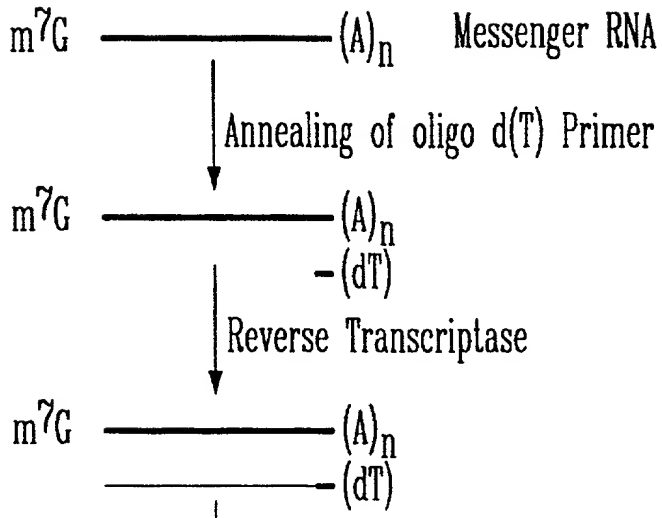 m⁷G (A)ₙ Messenger RNA
Annealing of oligo d(T) Primer
m⁷G (A)ₙ
(dT)
Reverse Transcriptase
m⁷G (A)ₙ
(dT)